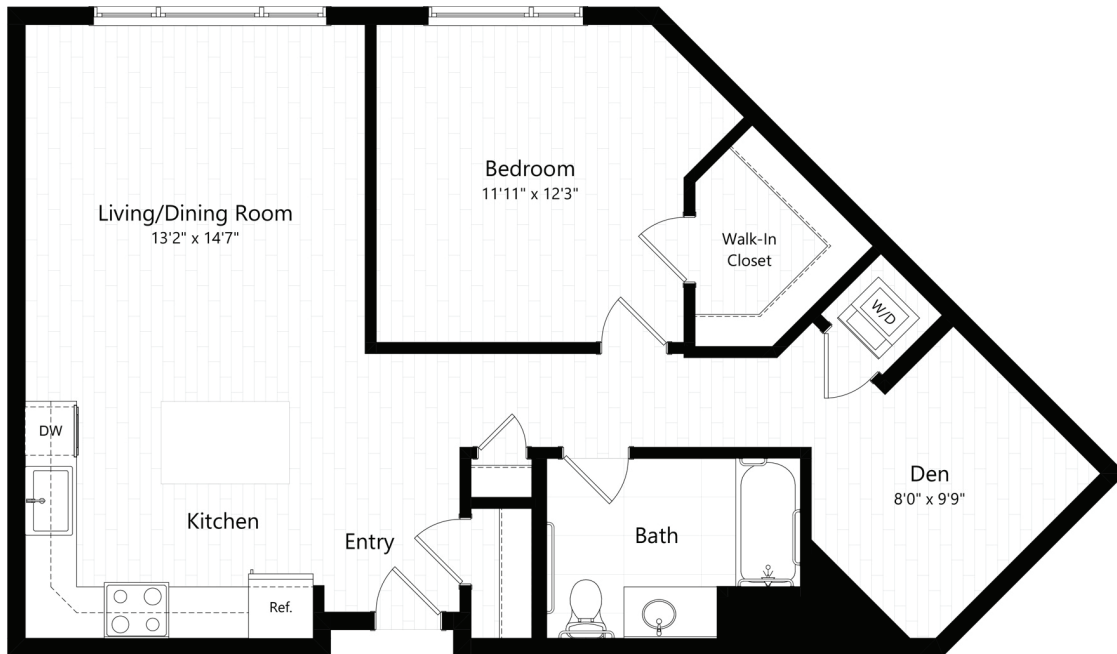 Living/Dining Room
13'2" x 14'7"
Bedroom
11'11" x 12'3"
Walk-In
Closet
W/D
DW
Kitchen
Entry
Ref.
Bath
Den
8'0" x 9'9"